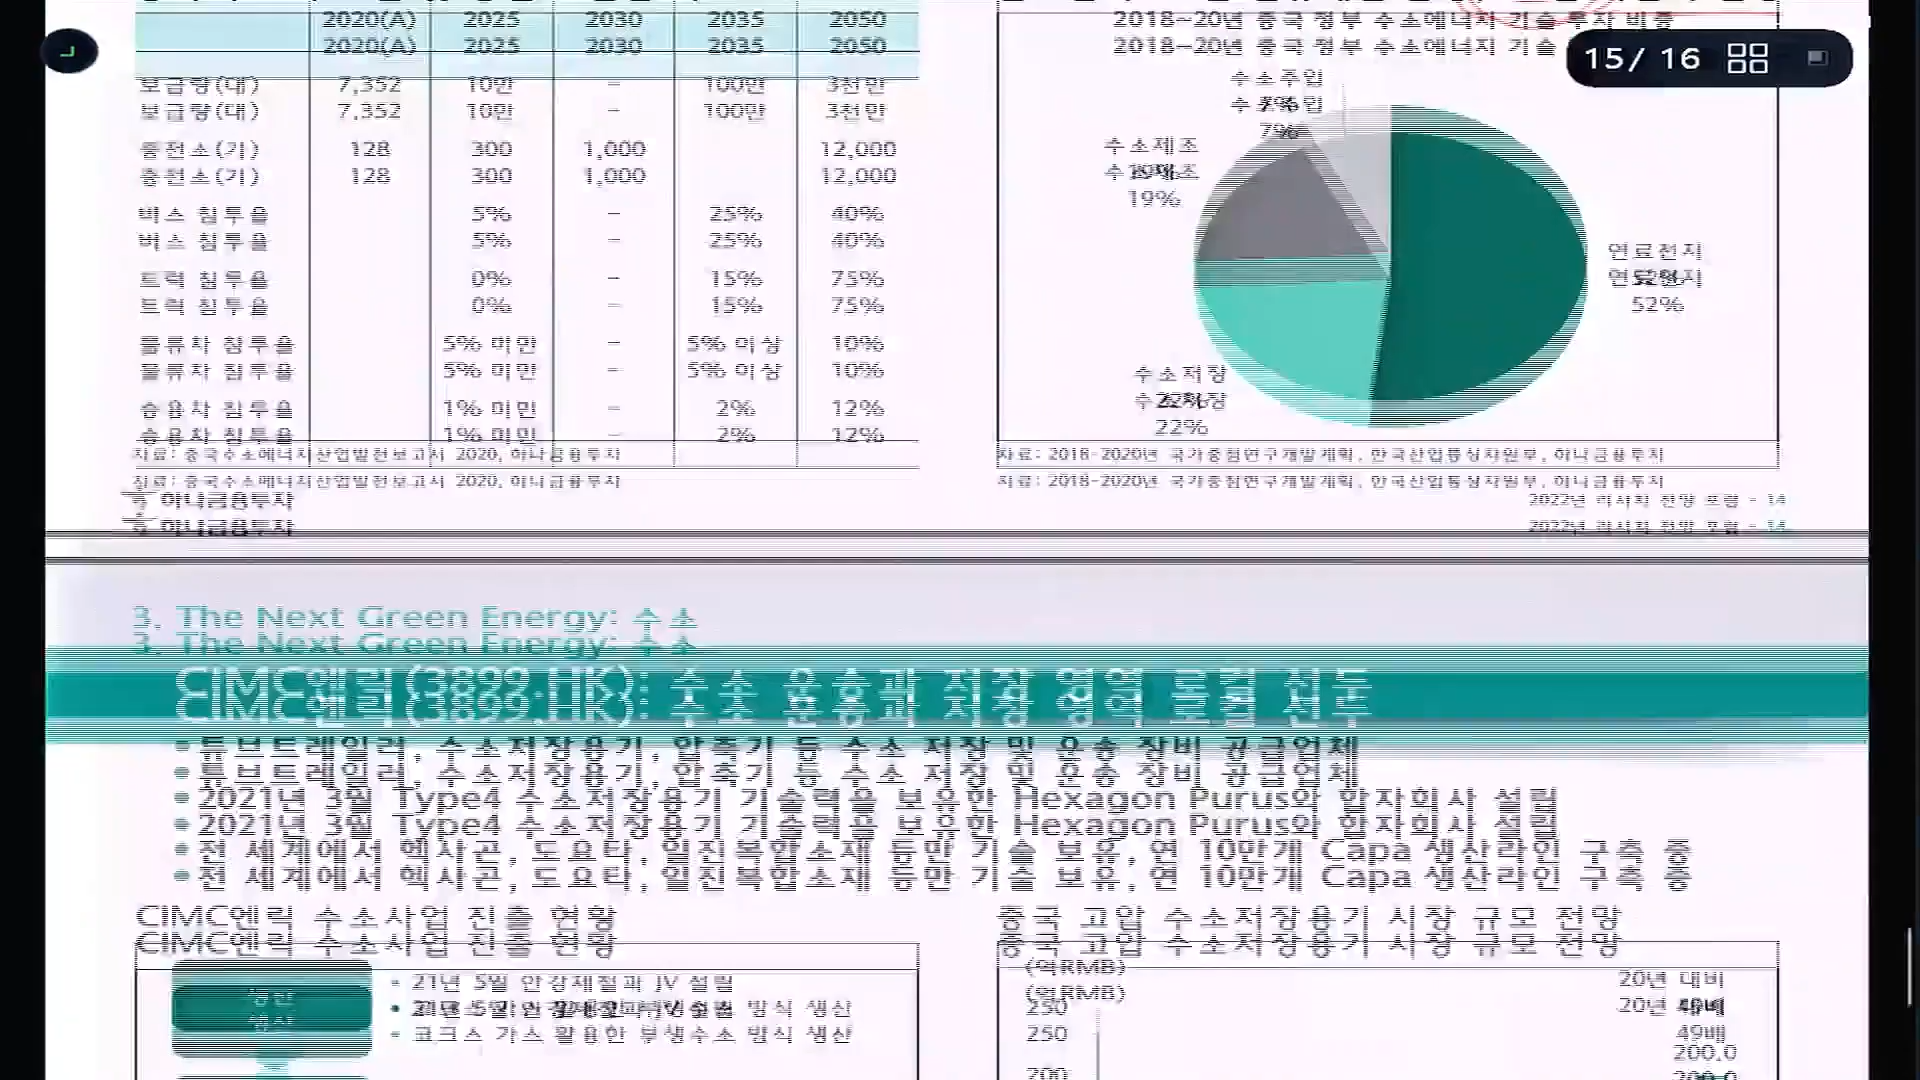 2020(A) 2025 2030 2035 2050
보급량(대) 7,352 10만 - 100만 3천만
충전소(기) 128 300 1,000 12,000
버스 침투율 5% - 25% 40%
트럭 침투율 0% - 15% 75%
물류차 침투율 5% 미만 - 5% 이상 10%
승용차 침투율 1% 미만 - 2% 12%
자료: 중국수소에너지산업발전보고서 2020, 하나금융투자
하나금융투자
2018~20년 중국 정부 수소에너지 기술 투자 비중
15/ 16
수소주입
7%
수소제조
19%
연료전지
52%
수소저장
22%
자료: 2018-2020년 국가중점연구개발계획, 한국산업통상자원부, 하나금융투자
2022년 리서치 전망 포럼 - 14
3. The Next Green Energy: 수소
CIMC엔릭(3899.HK): 수소 운송과 저장 영역 로컬 선두
• 튜브트레일러, 수소저장용기, 압축기 등 수소 저장 및 운송 장비 공급업체
• 2021년 3월 Type4 수소저장용기 기술력을 보유한 Hexagon Purus와 합자회사 설립
• 전 세계에서 헥사곤, 도요타, 일진복합소재 등만 기술 보유, 연 10만개 Capa 생산라인 구축 중
CIMC엔릭 수소사업 진출 현황
생산
• 21년 5월 안강제철과 JV 설립
• 코크스 가스 활용한 부생수소 방식 생산
중국 고압 수소저장용기 시장 규모 전망
(억RMB)
250
200
20년 대비
49배
200.0